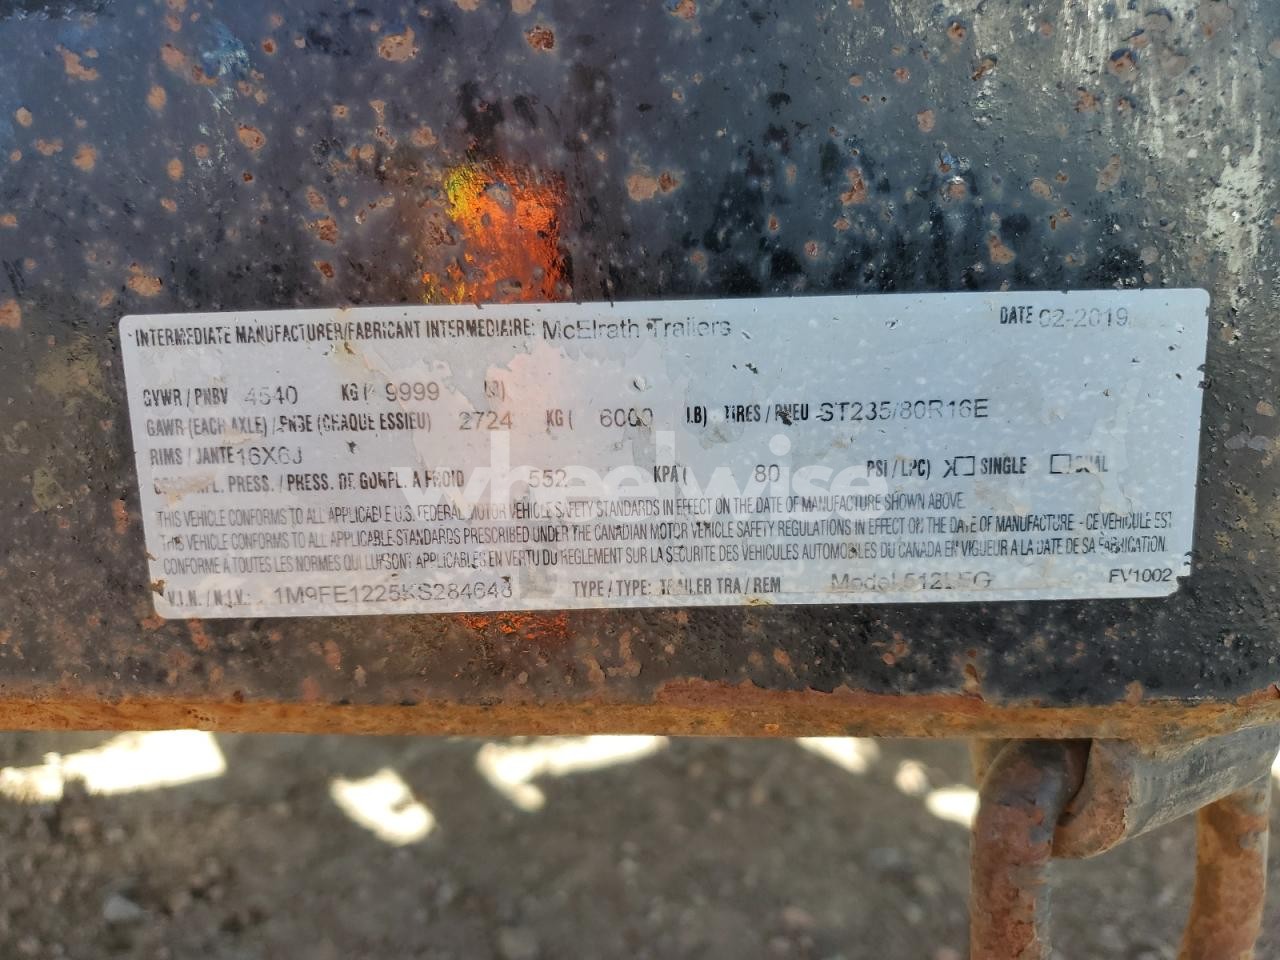 INTERMEDIATE MANUFACTURER/FABRICANT INTERMEDIAIRE: McElrath Trailers DATE 02-2019
GVWR / PNBV 4540 KG ( 9999 LB)
GAWR (EACH AXLE) / PNBE (CHAQUE ESSIEU) 2724 KG ( 6000 LB) TIRES / PNEU ST235/80R16E
RIMS / JANTE 16X6J
COLD INFL. PRESS. / PRESS. DE GONFL. A FROID 552 KPA ( 80 PSI / LPC) X SINGLE DUAL
wheelwise
THIS VEHICLE CONFORMS TO ALL APPLICABLE U.S. FEDERAL MOTOR VEHICLE SAFETY STANDARDS IN EFFECT ON THE DATE OF MANUFACTURE SHOWN ABOVE.
THIS VEHICLE CONFORMS TO ALL APPLICABLE STANDARDS PRESCRIBED UNDER THE CANADIAN MOTOR VEHICLE SAFETY REGULATIONS IN EFFECT ON THE DATE OF MANUFACTURE - CE VEHICULE EST
CONFORME À TOUTES LES NORMES QUI LUI SONT APPLICABLES EN VERTU DU REGLEMENT SUR LA SECURITE DES VEHICULES AUTOMOBILES DU CANADA EN VIGUEUR A LA DATE DE SA FABRICATION.
V.I.N. / N.I.V.: 1M9FE1225KS284648 TYPE / TYPE: TRAILER TRA / REM Model 512LEG FV1002